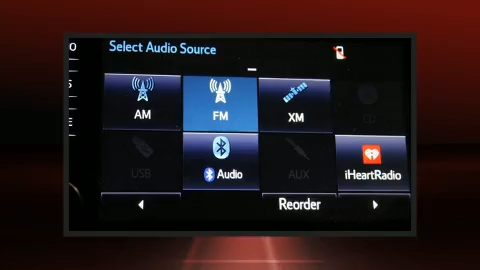 Select Audio Source
AM
FM
XM
USB
Audio
AUX
iHeartRadio
Reorder